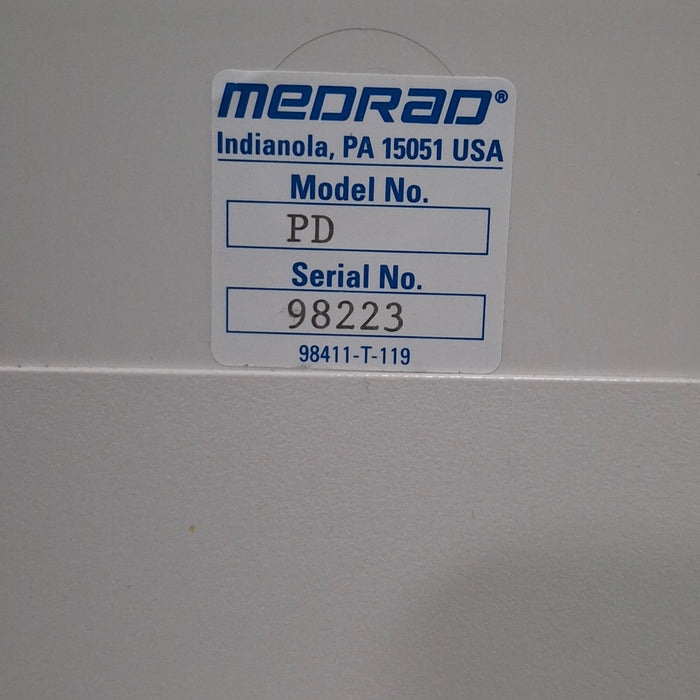 MEDRAD®
Indianola, PA 15051 USA
Model No.
PD
Serial No.
98223
98411-T-119